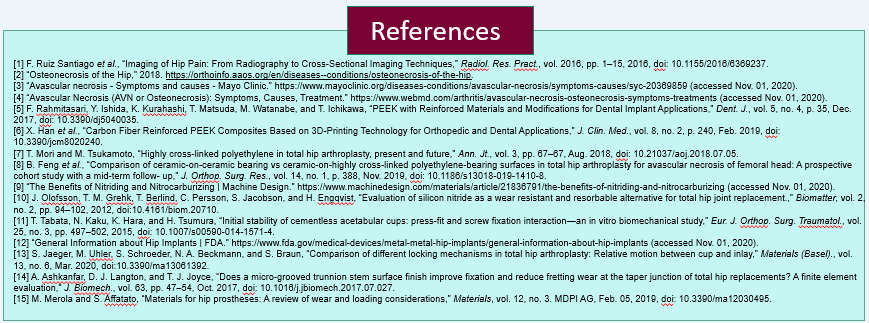 References
[1] F. Ruiz Santiago et al., “Imaging of Hip Pain: From Radiography to Cross-Sectional Imaging Techniques,” Radiol. Res. Pract., vol. 2016, pp. 1–15, 2016, doi: 10.1155/2016/6369237.
[2] “Osteonecrosis of the Hip,” 2018. https://orthoinfo.aaos.org/en/diseases--conditions/osteonecrosis-of-the-hip.
[3] “Avascular necrosis - Symptoms and causes - Mayo Clinic.” https://www.mayoclinic.org/diseases-conditions/avascular-necrosis/symptoms-causes/syc-20369859 (accessed Nov. 01, 2020).
[4] “Avascular Necrosis (AVN or Osteonecrosis): Symptoms, Causes, Treatment.” https://www.webmd.com/arthritis/avascular-necrosis-osteonecrosis-symptoms-treatments (accessed Nov. 01, 2020).
[5] F. Rahmitasari, Y. Ishida, K. Kurahashi, T. Matsuda, M. Watanabe, and T. Ichikawa, “PEEK with Reinforced Materials and Modifications for Dental Implant Applications,” Dent. J., vol. 5, no. 4, p. 35, Dec.
2017, doi: 10.3390/dj5040035.
[6] X. Han et al., “Carbon Fiber Reinforced PEEK Composites Based on 3D-Printing Technology for Orthopedic and Dental Applications,” J. Clin. Med., vol. 8, no. 2, p. 240, Feb. 2019, doi:
10.3390/jcm8020240.
[7] T. Mori and M. Tsukamoto, “Highly cross-linked polyethylene in total hip arthroplasty, present and future,” Ann. Jt., vol. 3, pp. 67–67, Aug. 2018, doi: 10.21037/aoj.2018.07.05.
[8] B. Feng et al., “Comparison of ceramic-on-ceramic bearing vs ceramic-on-highly cross-linked polyethylene-bearing surfaces in total hip arthroplasty for avascular necrosis of femoral head: A prospective
cohort study with a mid-term follow- up,” J. Orthop. Surg. Res., vol. 14, no. 1, p. 388, Nov. 2019, doi: 10.1186/s13018-019-1410-8.
[9] “The Benefits of Nitriding and Nitrocarburizing | Machine Design.” https://www.machinedesign.com/materials/article/21836791/the-benefits-of-nitriding-and-nitrocarburizing (accessed Nov. 01, 2020).
[10] J. Olofsson, T. M. Grehk, T. Berlind, C. Persson, S. Jacobson, and H. Engqvist, “Evaluation of silicon nitride as a wear resistant and resorbable alternative for total hip joint replacement.,” Biomatter, vol. 2,
no. 2, pp. 94–102, 2012, doi:10.4161/biom.20710.
[11] T. Tabata, N. Kaku, K. Hara, and H. Tsumura, “Initial stability of cementless acetabular cups: press-fit and screw fixation interaction—an in vitro biomechanical study,” Eur. J. Orthop. Surg. Traumatol., vol.
25, no. 3, pp. 497–502, 2015, doi: 10.1007/s00590-014-1571-4.
[12] “General Information about Hip Implants | FDA.” https://www.fda.gov/medical-devices/metal-metal-hip-implants/general-information-about-hip-implants (accessed Nov. 01, 2020).
[13] S. Jaeger, M. Uhler, S. Schroeder, N. A. Beckmann, and S. Braun, “Comparison of different locking mechanisms in total hip arthroplasty: Relative motion between cup and inlay,” Materials (Basel)., vol.
13, no. 6, Mar. 2020, doi:10.3390/ma13061392.
[14] A. Ashkanfar, D. J. Langton, and T. J. Joyce, “Does a micro-grooved trunnion stem surface finish improve fixation and reduce fretting wear at the taper junction of total hip replacements? A finite element
evaluation,” J. Biomech., vol. 63, pp. 47–54, Oct. 2017, doi: 10.1016/j.jbiomech.2017.07.027.
[15] M. Merola and S. Affatato, “Materials for hip prostheses: A review of wear and loading considerations,” Materials, vol. 12, no. 3. MDPI AG, Feb. 05, 2019, doi: 10.3390/ma12030495.